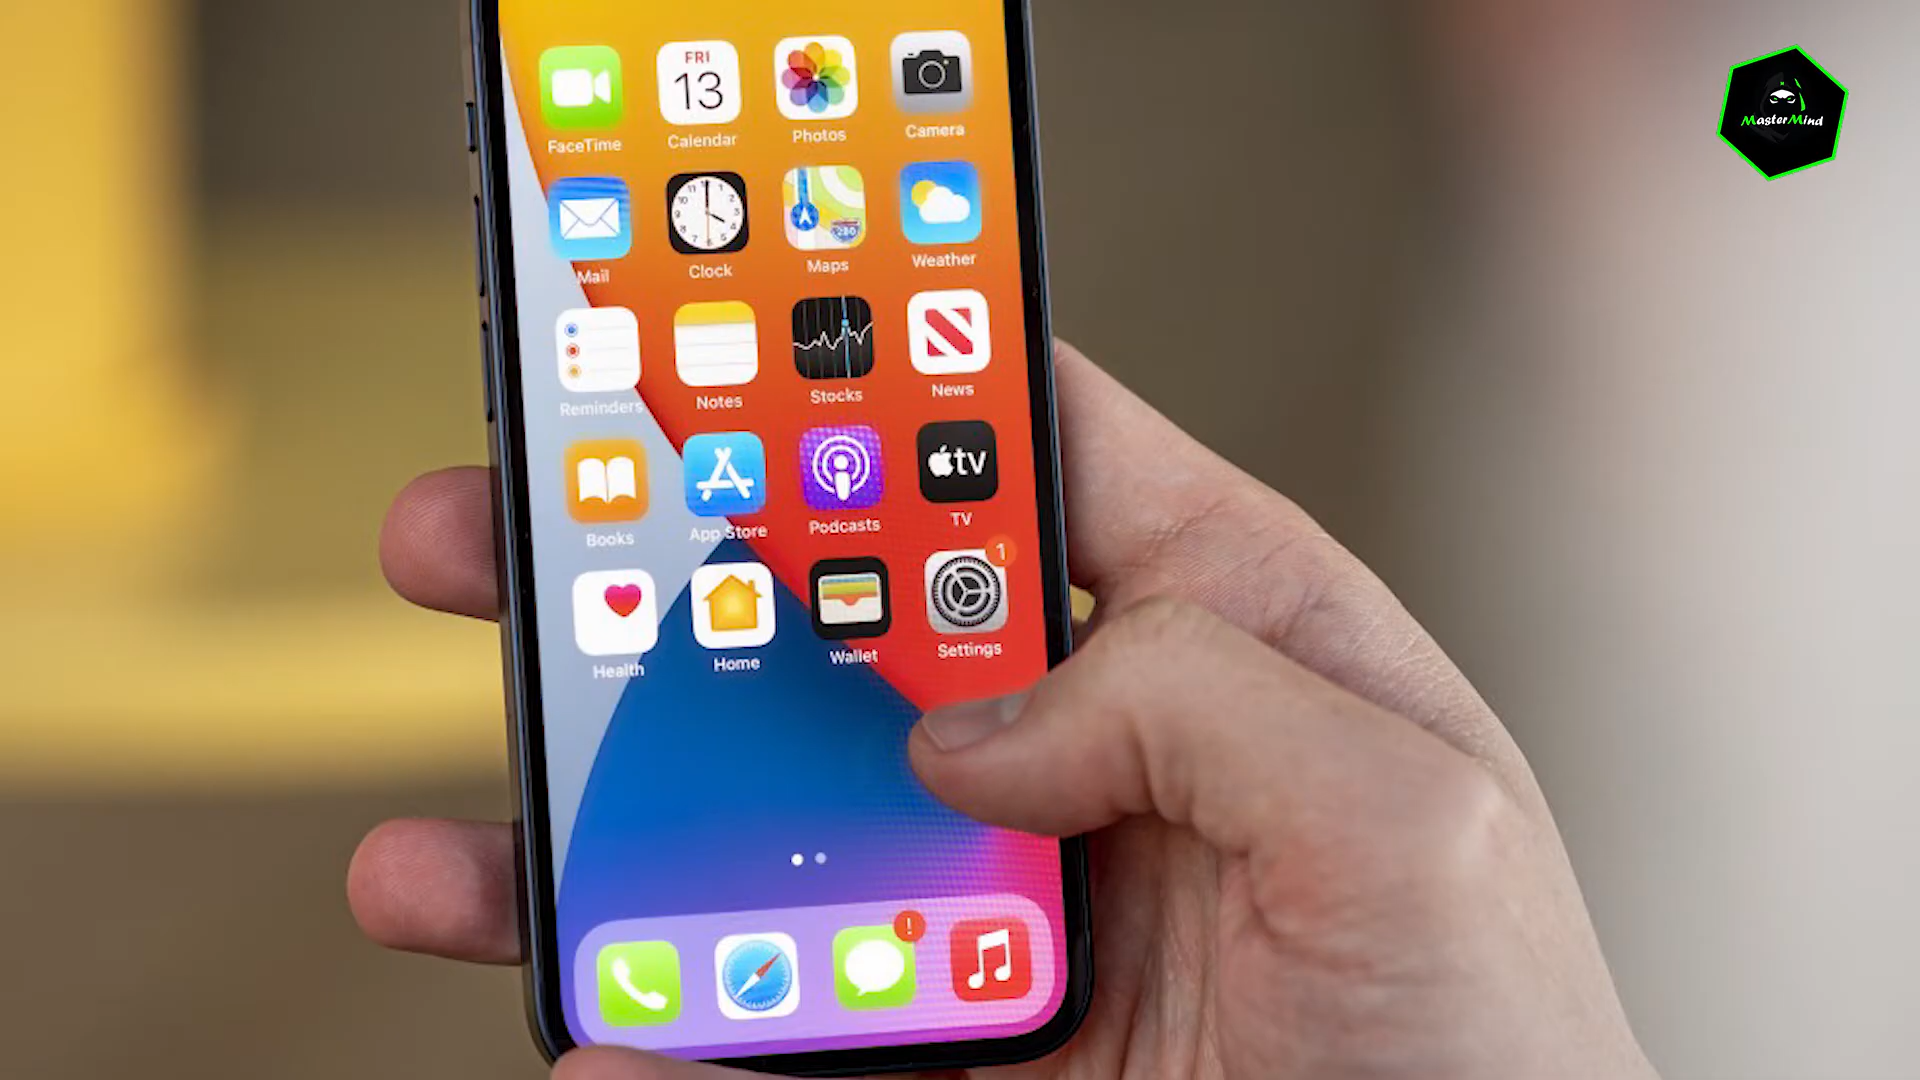 FRI
13
FaceTime
Calendar
Photos
Camera
Mail
Clock
Maps
Weather
Reminders
Notes
Stocks
News
tv
Books
App Store
Podcasts
TV
1
Health
Home
Wallet
Settings
!
MasterMind
280